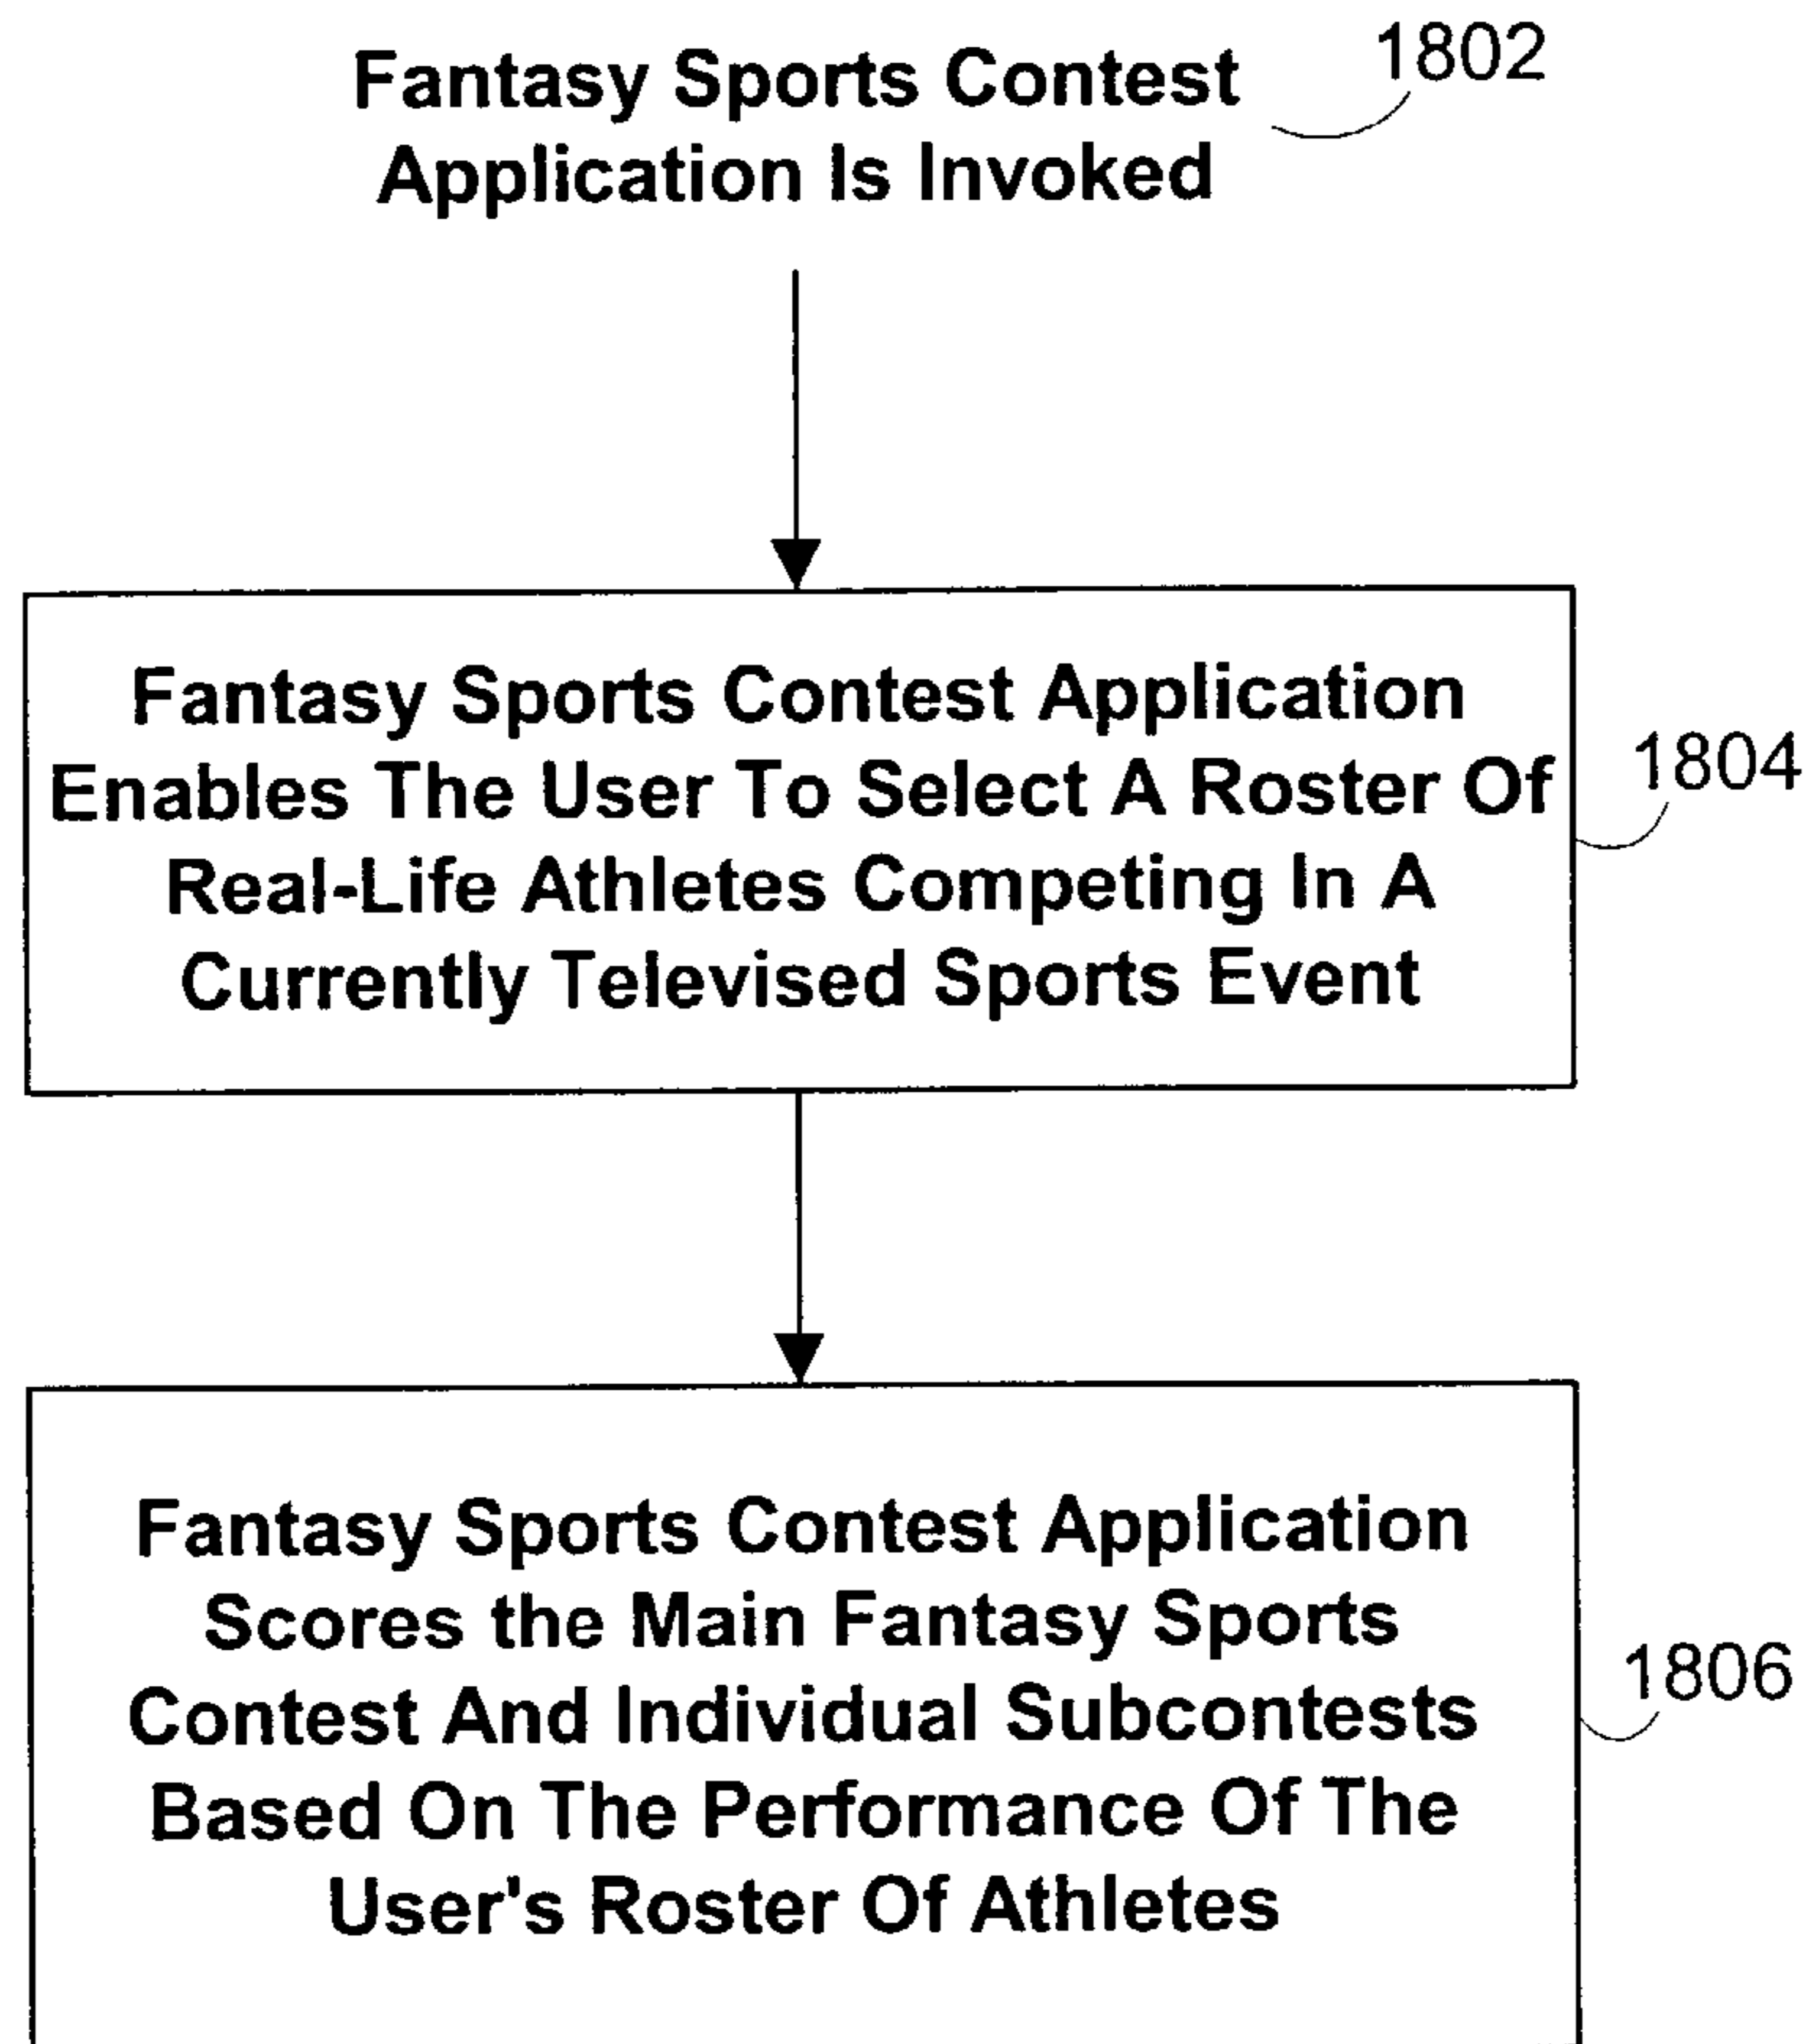 Fantasy Sports Contest
Application Is Invoked
1802
Fantasy Sports Contest Application
Enables The User To Select A Roster Of
Real-Life Athletes Competing In A
Currently Televised Sports Event
1804
Fantasy Sports Contest Application
Scores the Main Fantasy Sports
Contest And Individual Subcontests
Based On The Performance Of The
User's Roster Of Athletes
1806